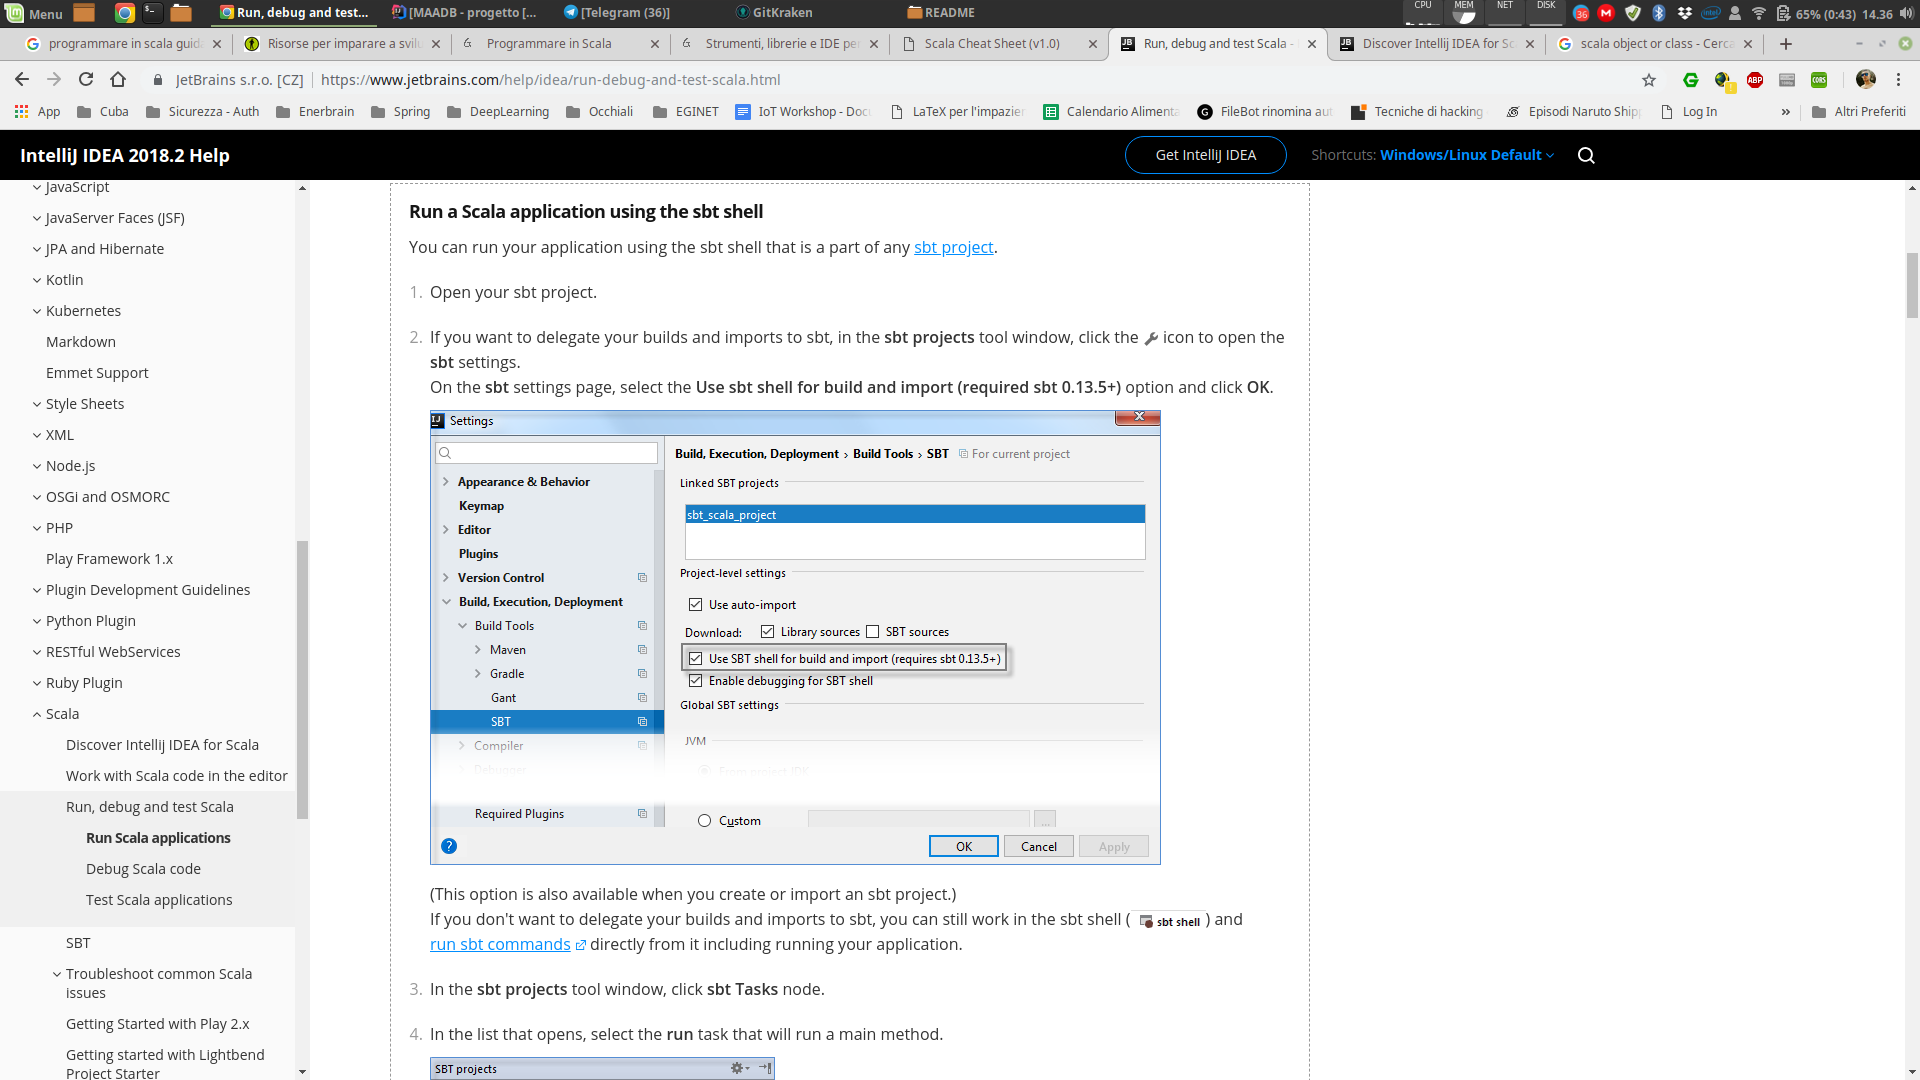 Menu
Run, debug and test...
[MAADB - progetto [...
[Telegram (36)]
GitKraken
README
CPU
MEM
NET
DISK
36
65% (0:43)
14.36
programmare in scala guida
Risorse per imparare a svilu
Programmare in Scala
Strumenti, librerie e IDE per
Scala Cheat Sheet (v1.0)
Run, debug and test Scala -
Discover Intellij IDEA for Sca
scala object or class - Cerca
JetBrains s.r.o. [CZ]
https://www.jetbrains.com/help/idea/run-debug-and-test-scala.html
App
Cuba
Sicurezza - Auth
Enerbrain
Spring
DeepLearning
Occhiali
EGINET
IoT Workshop - Docu
LaTeX per l'impazien
Calendario Alimenta
FileBot rinomina aut
Tecniche di hacking
Episodi Naruto Ship
Log In
»
Altri Preferiti
IntelliJ IDEA 2018.2 Help
Get IntelliJ IDEA
Shortcuts: Windows/Linux Default
JavaScript
JavaServer Faces (JSF)
JPA and Hibernate
Kotlin
Kubernetes
Markdown
Emmet Support
Style Sheets
XML
Node.js
OSGi and OSMORC
PHP
Play Framework 1.x
Plugin Development Guidelines
Python Plugin
RESTful WebServices
Ruby Plugin
Scala
Discover Intellij IDEA for Scala
Work with Scala code in the editor
Run, debug and test Scala
Run Scala applications
Debug Scala code
Test Scala applications
SBT
Troubleshoot common Scala
issues
Getting Started with Play 2.x
Getting started with Lightbend
Project Starter
Run a Scala application using the sbt shell
You can run your application using the sbt shell that is a part of any sbt project.
1. Open your sbt project.
2. If you want to delegate your builds and imports to sbt, in the sbt projects tool window, click the icon to open the
sbt settings.
On the sbt settings page, select the Use sbt shell for build and import (required sbt 0.13.5+) option and click OK.
Settings
Appearance & Behavior
Keymap
Editor
Plugins
Version Control
Build, Execution, Deployment
Build Tools
Maven
Gradle
Gant
SBT
Compiler
Debugger
Required Plugins
Build, Execution, Deployment › Build Tools › SBT For current project
Linked SBT projects
sbt_scala_project
Project-level settings
Use auto-import
Download: Library sources SBT sources
Use SBT shell for build and import (requires sbt 0.13.5+)
Enable debugging for SBT shell
Global SBT settings
JVM
From project JDK
Custom
...
?
OK
Cancel
Apply
(This option is also available when you create or import an sbt project.)
If you don't want to delegate your builds and imports to sbt, you can still work in the sbt shell ( sbt shell ) and
run sbt commands directly from it including running your application.
3. In the sbt projects tool window, click sbt Tasks node.
4. In the list that opens, select the run task that will run a main method.
SBT projects